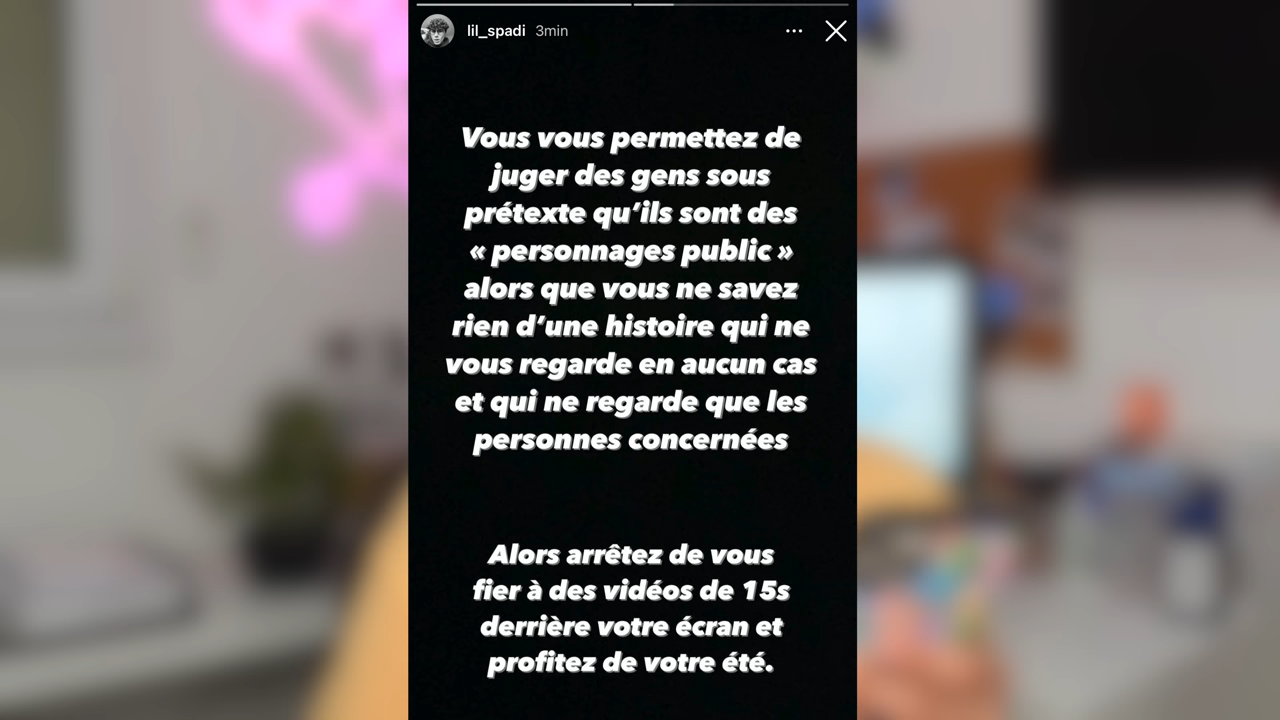 lil_spadi 3min
Vous vous permettez de
juger des gens sous
prétexte qu’ils sont des
« personnages public »
alors que vous ne savez
rien d’une histoire qui ne
vous regarde en aucun cas
et qui ne regarde que les
personnes concernées
Alors arrêtez de vous
fier à des vidéos de 15s
derrière votre écran et
profitez de votre été.